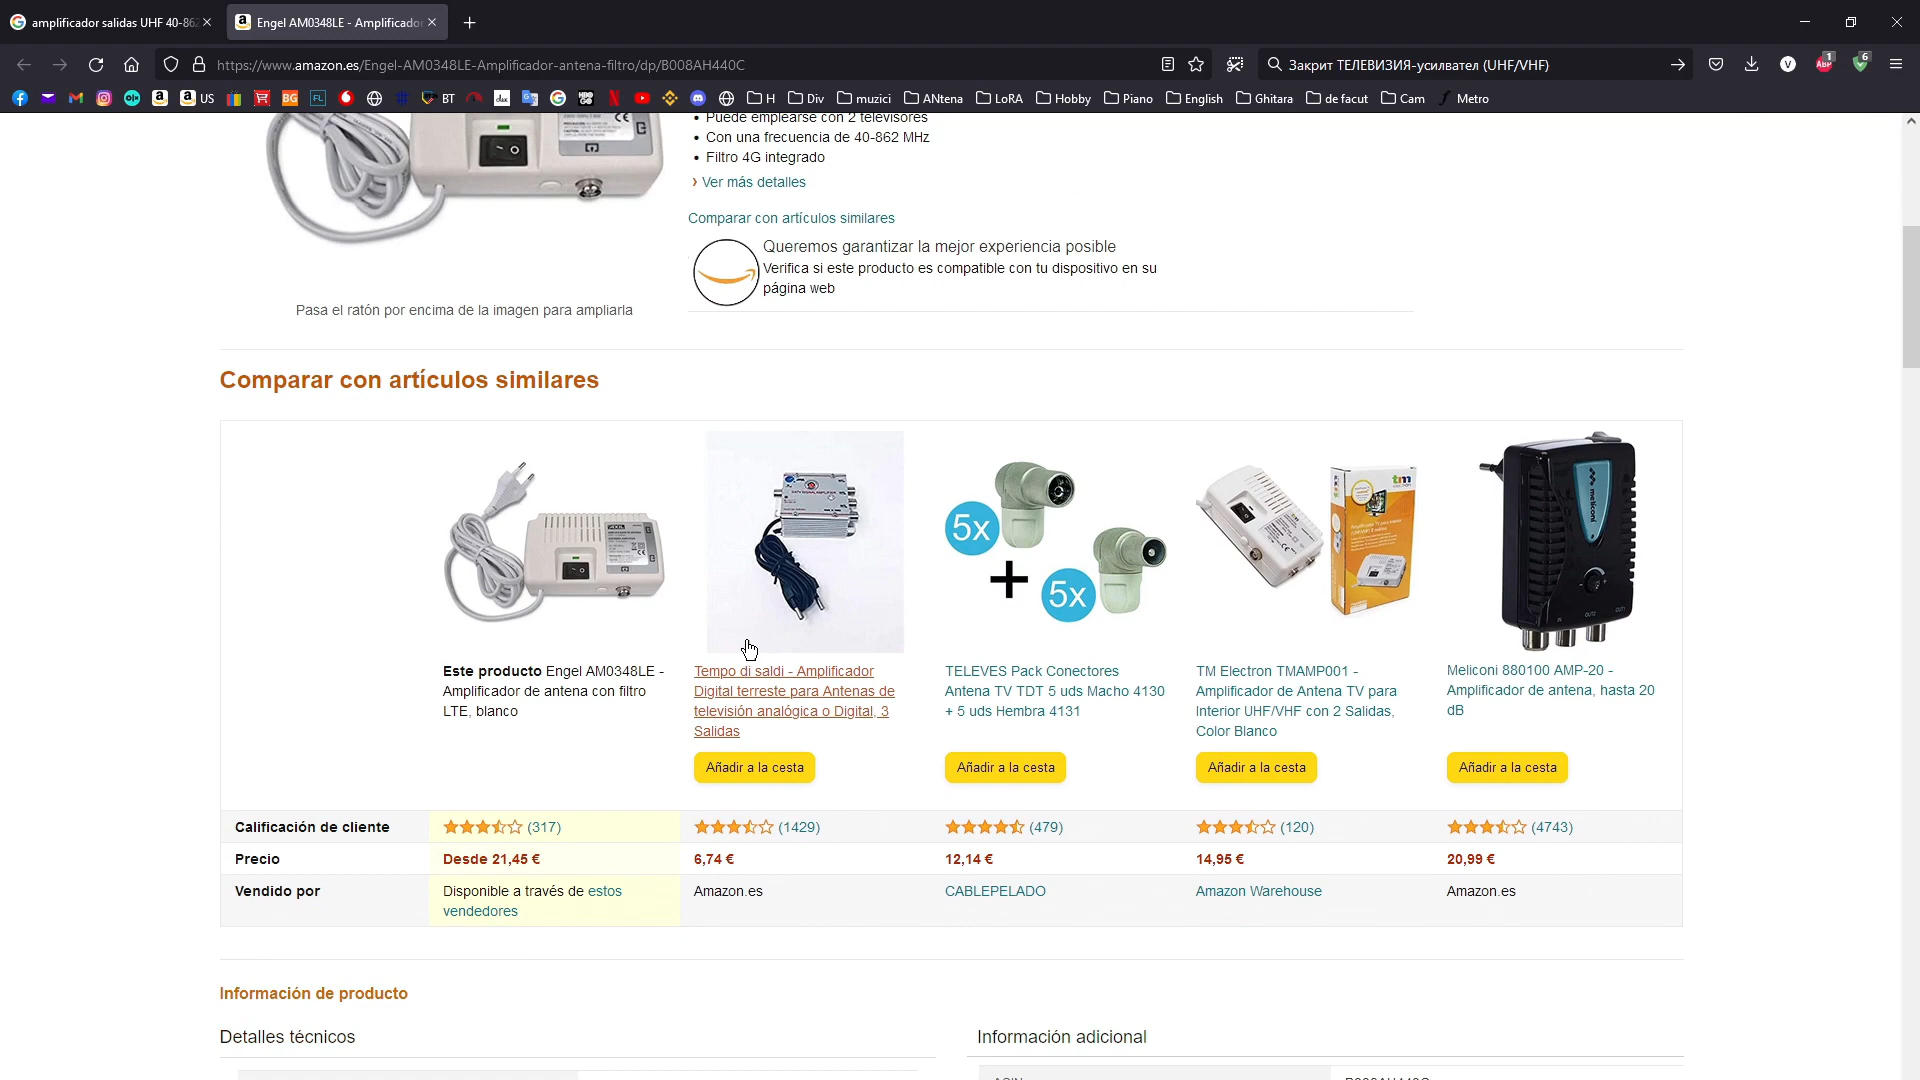 amplificador salidas UHF 40-862
Engel AM0348LE - Amplificador
https://www.amazon.es/Engel-AM0348LE-Amplificador-antena-filtro/dp/B008AH440C
Закрит ТЕЛЕВИЗИЯ-усилвател (UHF/VHF)
US
BT
H
Div
muzici
ANtena
LoRA
Hobby
Piano
English
Ghitara
de facut
Cam
Metro
• Puede emplearse con 2 televisores
• Con una frecuencia de 40-862 MHz
• Filtro 4G integrado
› Ver más detalles
Comparar con artículos similares
Queremos garantizar la mejor experiencia posible
Verifica si este producto es compatible con tu dispositivo en su
página web
Pasa el ratón por encima de la imagen para ampliarla
Comparar con artículos similares
5x
+
5x
meliconi
Este producto Engel AM0348LE -
Amplificador de antena con filtro
LTE, blanco
Tempo di saldi - Amplificador
Digital terreste para Antenas de
televisión analógica o Digital, 3
Salidas
TELEVES Pack Conectores
Antena TV TDT 5 uds Macho 4130
+ 5 uds Hembra 4131
TM Electron TMAMP001 -
Amplificador de Antena TV para
Interior UHF/VHF con 2 Salidas,
Color Blanco
Meliconi 880100 AMP-20 -
Amplificador de antena, hasta 20
dB
Añadir a la cesta
Añadir a la cesta
Añadir a la cesta
Añadir a la cesta
Calificación de cliente (317) (1429) (479) (120) (4743)
Precio Desde 21,45 € 6,74 € 12,14 € 14,95 € 20,99 €
Vendido por Disponible a través de estos
vendedores
Amazon.es CABLEPELADO Amazon Warehouse Amazon.es
Información de producto
Detalles técnicos
Información adicional